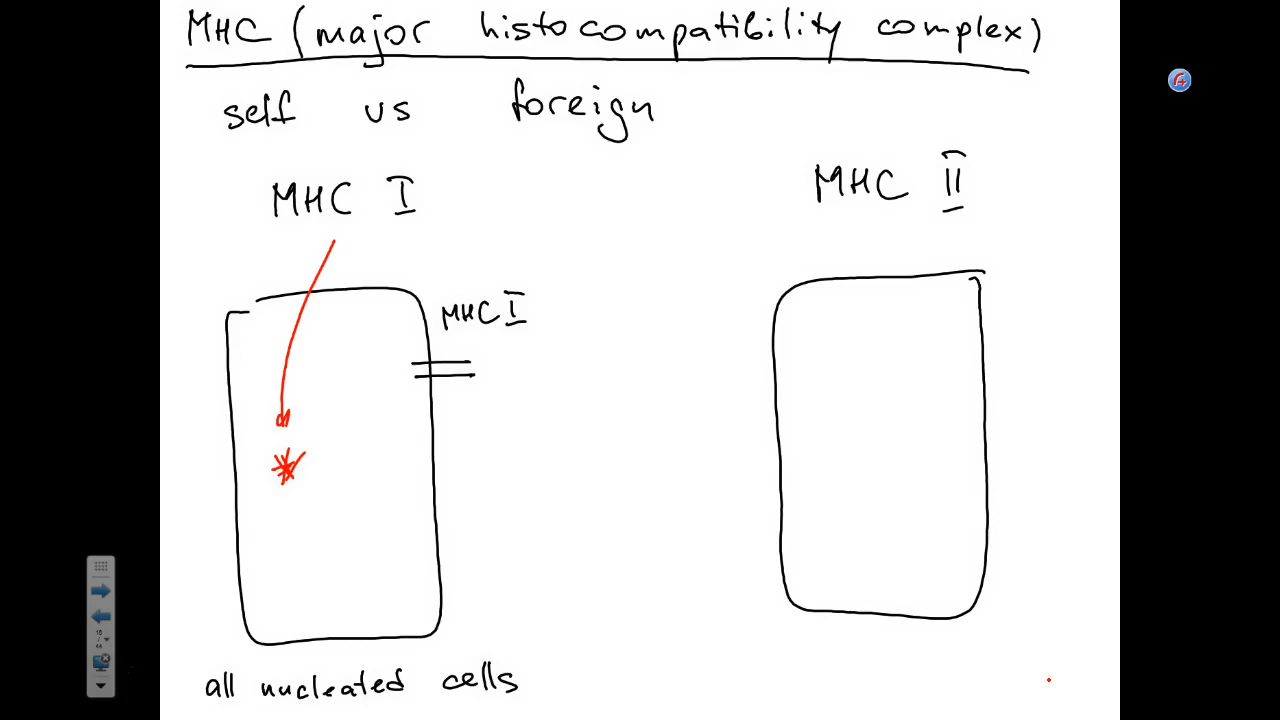 MHC (major histocompatibility complex)
self vs foreign
MHC I
MHC II
MHC I
all nucleated cells